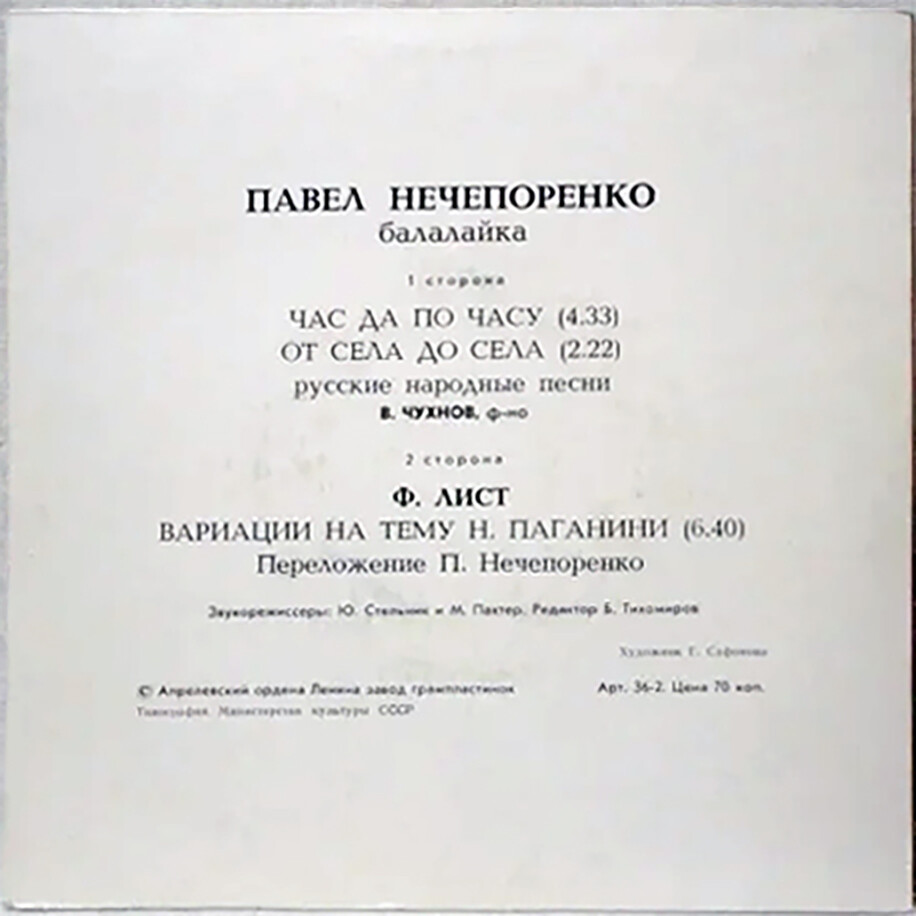 ПАВЕЛ НЕЧЕПОРЕНКО
балалайка
1 сторона
ЧАС ДА ПО ЧАСУ (4.33)
ОТ СЕЛА ДО СЕЛА (2.22)
русские народные песни
В. ЧУХНОВ, ф-но
2 сторона
Ф. ЛИСТ
ВАРИАЦИИ НА ТЕМУ Н. ПАГАНИНИ (6.40)
Переложение П. Нечепоренко
Звукорежиссеры: Ю. Стельник и М. Пахтер. Редактор Б. Тихомиров
Художник Г. Сафонова
© Апрелевский ордена Ленина завод грампластинок
Арт. 36-2. Цена 70 коп.
Типография Министерства культуры СССР